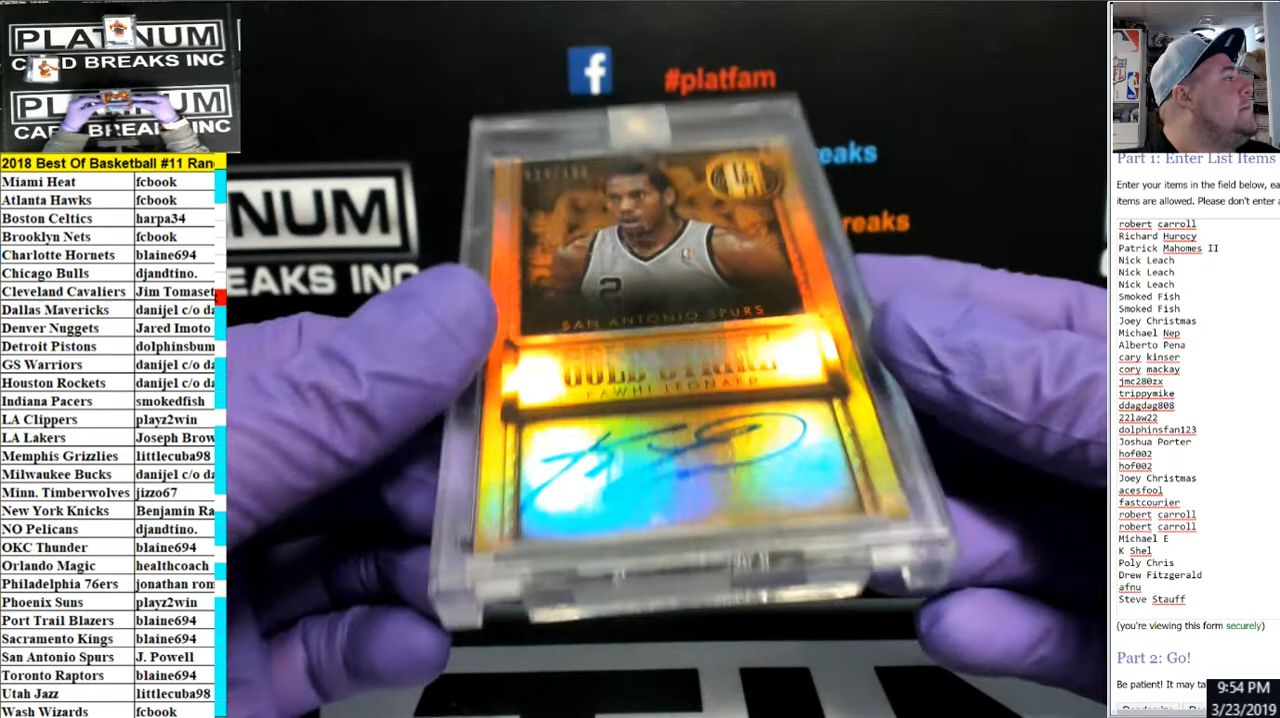 PLATINUM
CARD BREAKS INC
PLATINUM
CARD BREAKS INC
2018 Best Of Basketball #11 Ran
Miami Heat fcbook
Atlanta Hawks fcbook
Boston Celtics harpa34
Brooklyn Nets fcbook
Charlotte Hornets blaine694
Chicago Bulls djandtino.
Cleveland Cavaliers Jim Tomaset
Dallas Mavericks danijel c/o da
Denver Nuggets Jared Imoto
Detroit Pistons dolphinsbum
GS Warriors danijel c/o da
Houston Rockets danijel c/o da
Indiana Pacers smokedfish
LA Clippers playz2win
LA Lakers Joseph Brow
Memphis Grizzlies littlecuba98
Milwaukee Bucks danijel c/o da
Minn. Timberwolves jizzo67
New York Knicks Benjamin Ra
NO Pelicans djandtino.
OKC Thunder blaine694
Orlando Magic healthcoach
Philadelphia 76ers jonathan rom
Phoenix Suns playz2win
Port Trail Blazers blaine694
Sacramento Kings blaine694
San Antonio Spurs J. Powell
Toronto Raptors blaine694
Utah Jazz littlecuba98
Wash Wizards fcbook
f
#platfam
eaks
reaks
NUM
EAKS INC
2
SAN ANTONIO SPURS
GOLD
KAWHI LEONARD
Part 1: Enter List Items
Enter your items in the field below, ea
items are allowed. Please don't enter a
robert carroll
Richard Hurocy
Patrick Mahomes II
Nick Leach
Nick Leach
Nick Leach
Smoked Fish
Smoked Fish
Joey Christmas
Michael Nep
Alberto Pena
cary kinser
cory mackay
jmc280zx
trippymike
ddagdag808
22law22
dolphinsfan123
Joshua Porter
hof002
hof002
Joey Christmas
acesfool
fastcourier
robert carroll
robert carroll
Michael E
K Shel
Poly Chris
Drew Fitzgerald
afnu
Steve Stauff
(you're viewing this form securely)
Part 2: Go!
Be patient! It may ta
9:54 PM
3/23/2019